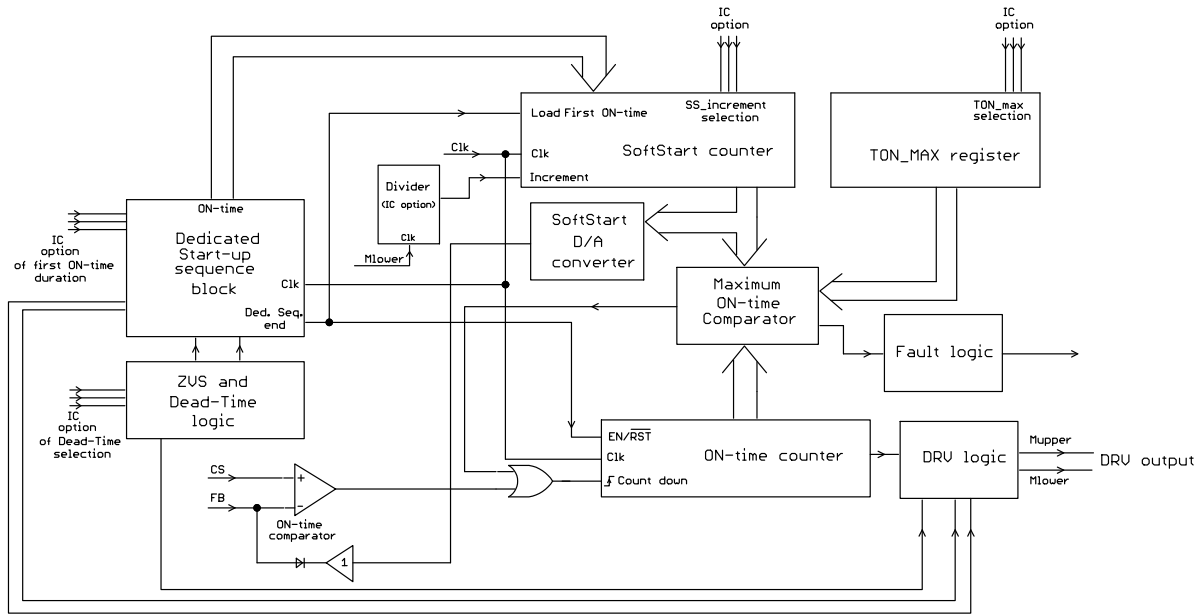 IC
option
IC
option
Load First ON-time
SS_increment
selection
TON_max
selection
Clk
Clk
SoftStart counter
TON_MAX register
Increment
Divider
(IC option)
Clk
Mlower
ON-time
Dedicated
Start-up
sequence
block
IC
option
of first ON-time
duration
Clk
Ded. Seq.
end
SoftStart
D/A
converter
Maximum
ON-time
Comparator
Fault logic
ZVS and
Dead-Time
logic
IC
option
of Dead-Time
selection
EN/RST
Clk
Count down
ON-time counter
DRV logic
Mupper
Mlower
DRV output
CS
+
FB
-
ON-time
comparator
1